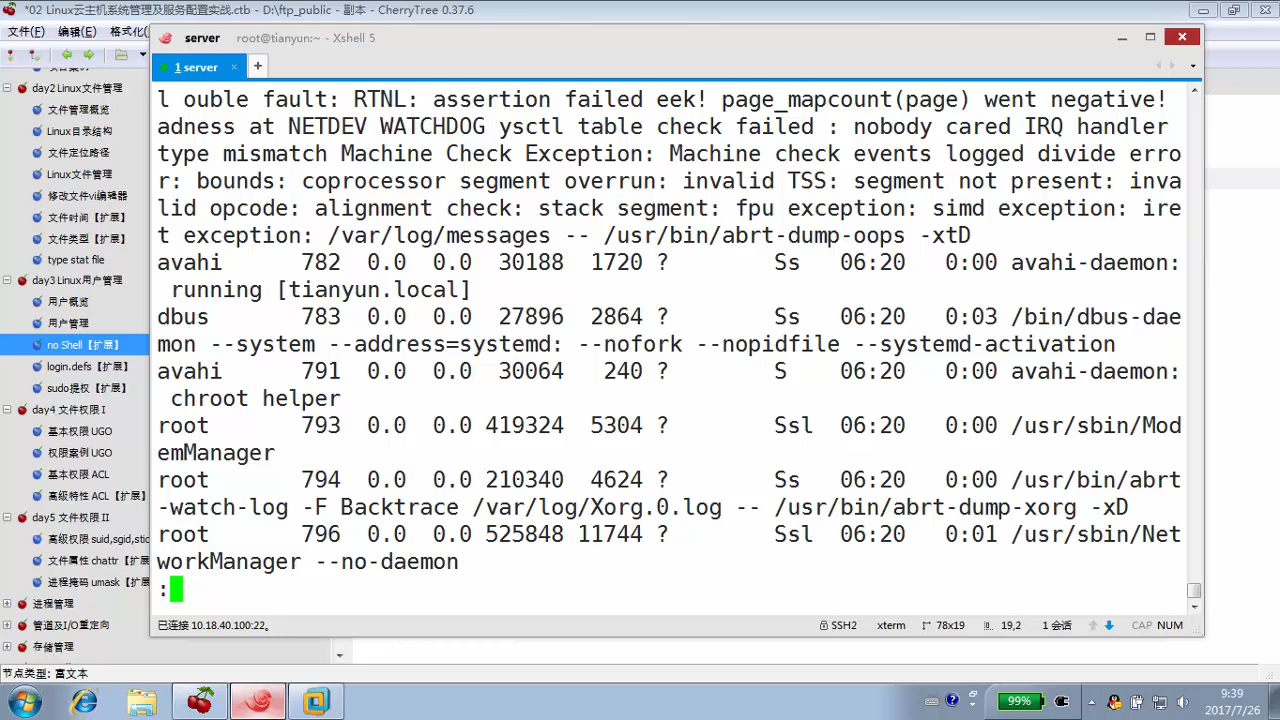 *02 Linux云主机系统管理及服务配置实战.ctb - D:\ftp_public - 副本 - CherryTree 0.37.6
文件(F) 编辑(E) 格式化(
day2 Linux文件管理
文件管理概览
Linux目录结构
文件定位路径
Linux文件管理
修改文件vi编辑器
文件时间【扩展】
文件类型【扩展】
type stat file
day3 Linux用户管理
用户概览
用户管理
no Shell【扩展】
login.defs【扩展】
sudo提权【扩展】
day4 文件权限 I
基本权限 UGO
权限案例 UGO
基本权限 ACL
高级特性 ACL【扩展】
day5 文件权限 II
高级权限 suid,sgid,stic
文件属性 chattr【扩展
进程掩码 umask【扩展
进程管理
管道及I/O重定向
存储管理
节点类型: 富文本
server root@tianyun:~ - Xshell 5
1 server × +
l ouble fault: RTNL: assertion failed eek! page_mapcount(page) went negative!
adness at NETDEV WATCHDOG ysctl table check failed : nobody cared IRQ handler
type mismatch Machine Check Exception: Machine check events logged divide erro
r: bounds: coprocessor segment overrun: invalid TSS: segment not present: inva
lid opcode: alignment check: stack segment: fpu exception: simd exception: ire
t exception: /var/log/messages -- /usr/bin/abrt-dump-oops -xtD
avahi 782 0.0 0.0 30188 1720 ? Ss 06:20 0:00 avahi-daemon:
running [tianyun.local]
dbus 783 0.0 0.0 27896 2864 ? Ss 06:20 0:03 /bin/dbus-dae
mon --system --address=systemd: --nofork --nopidfile --systemd-activation
avahi 791 0.0 0.0 30064 240 ? S 06:20 0:00 avahi-daemon:
chroot helper
root 793 0.0 0.0 419324 5304 ? Ssl 06:20 0:00 /usr/sbin/Mod
emManager
root 794 0.0 0.0 210340 4624 ? Ss 06:20 0:00 /usr/bin/abrt
-watch-log -F Backtrace /var/log/Xorg.0.log -- /usr/bin/abrt-dump-xorg -xD
root 796 0.0 0.0 525848 11744 ? Ssl 06:20 0:01 /usr/sbin/Net
workManager --no-daemon
:
已连接 10.18.40.100:22。 SSH2 xterm 78x19 19,2 1 会话 CAP NUM
99%
9:39
2017/7/26